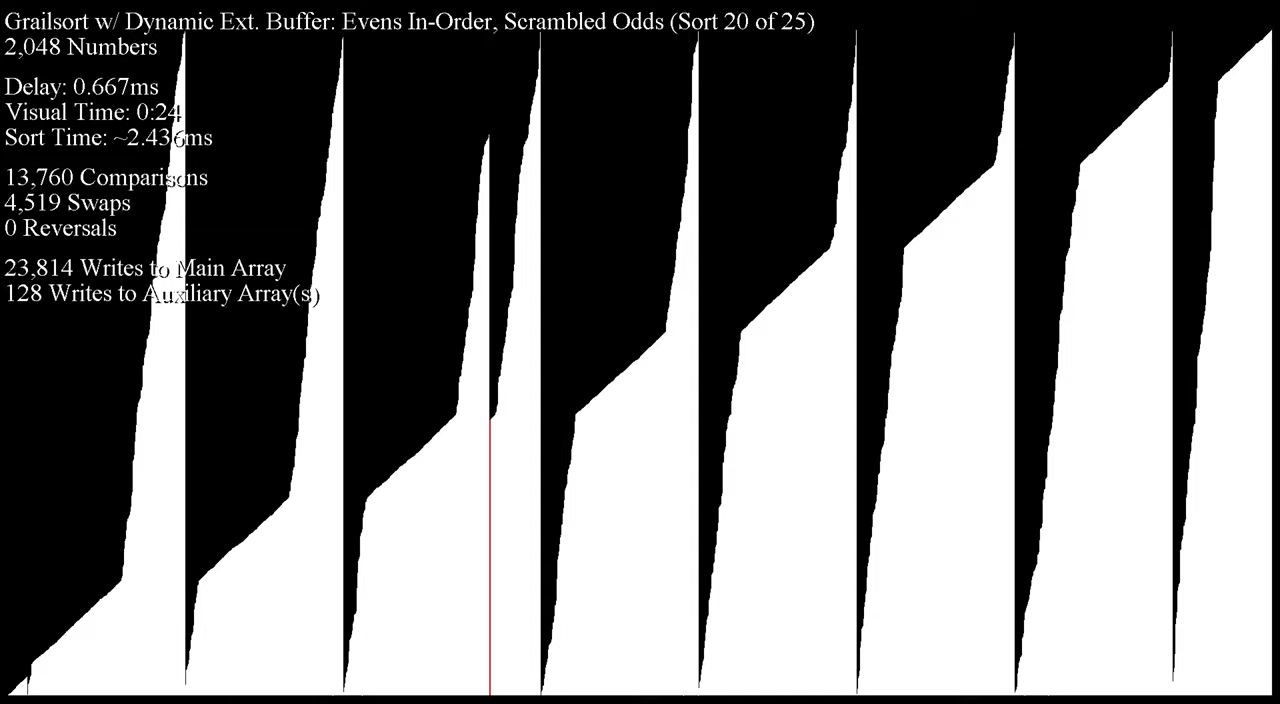 Grailsort w/ Dynamic Ext. Buffer: Evens In-Order, Scrambled Odds (Sort 20 of 25)
2,048 Numbers
Delay: 0.667ms
Visual Time: 0:24
Sort Time: ~2.436ms
13,760 Comparisons
4,519 Swaps
0 Reversals
23,814 Writes to Main Array
128 Writes to Auxiliary Array(s)